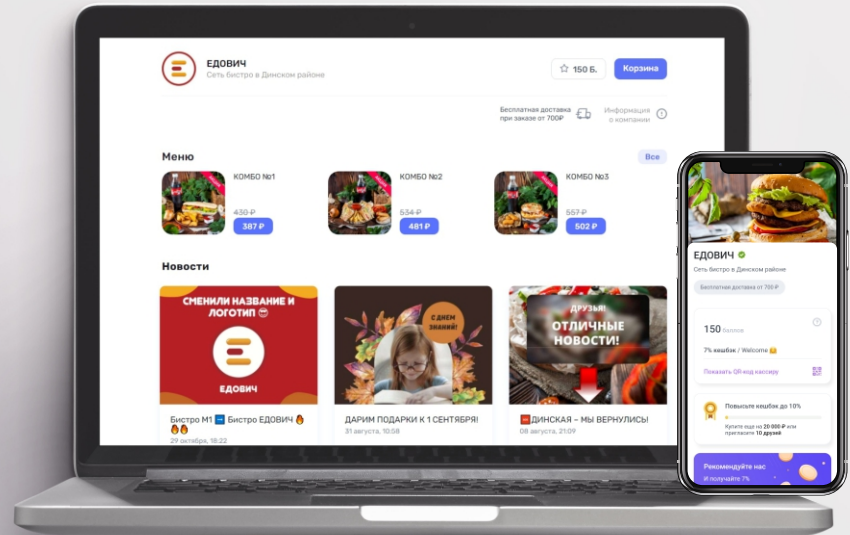 ЕДОВИЧ
Сеть бистро в Динском районе
150 Б.
Корзина
Бесплатная доставка
при заказе от 700₽
Информация
о компании
Меню
Все
КОМБО №1
430 ₽
387 ₽
КОМБО №2
534 ₽
481 ₽
КОМБО №3
557 ₽
502 ₽
Новости
СМЕНИЛИ НАЗВАНИЕ И
ЛОГОТИП 😎
ЕДОВИЧ
Бистро М1 ➡️ Бистро ЕДОВИЧ 🔥
🔥🔥
29 октября, 18:22
С ДНЕМ
ЗНАНИЙ!
ДАРИМ ПОДАРКИ К 1 СЕНТЯБРЯ!
31 августа, 10:58
ДРУЗЬЯ!
ОТЛИЧНЫЕ
НОВОСТИ!
ДИНСКАЯ – МЫ ВЕРНУЛИСЬ!
08 августа, 21:09
ЕДОВИЧ
Сеть бистро в Динском районе
Бесплатная доставка от 700 ₽
150 баллов
7% кешбэк / Welcome
Показать QR код кассиру
Повысьте кешбэк до 10%
Купите еще на 20 000 ₽ или
пригласите 10 друзей
Рекомендуйте нас
И получайте 7%